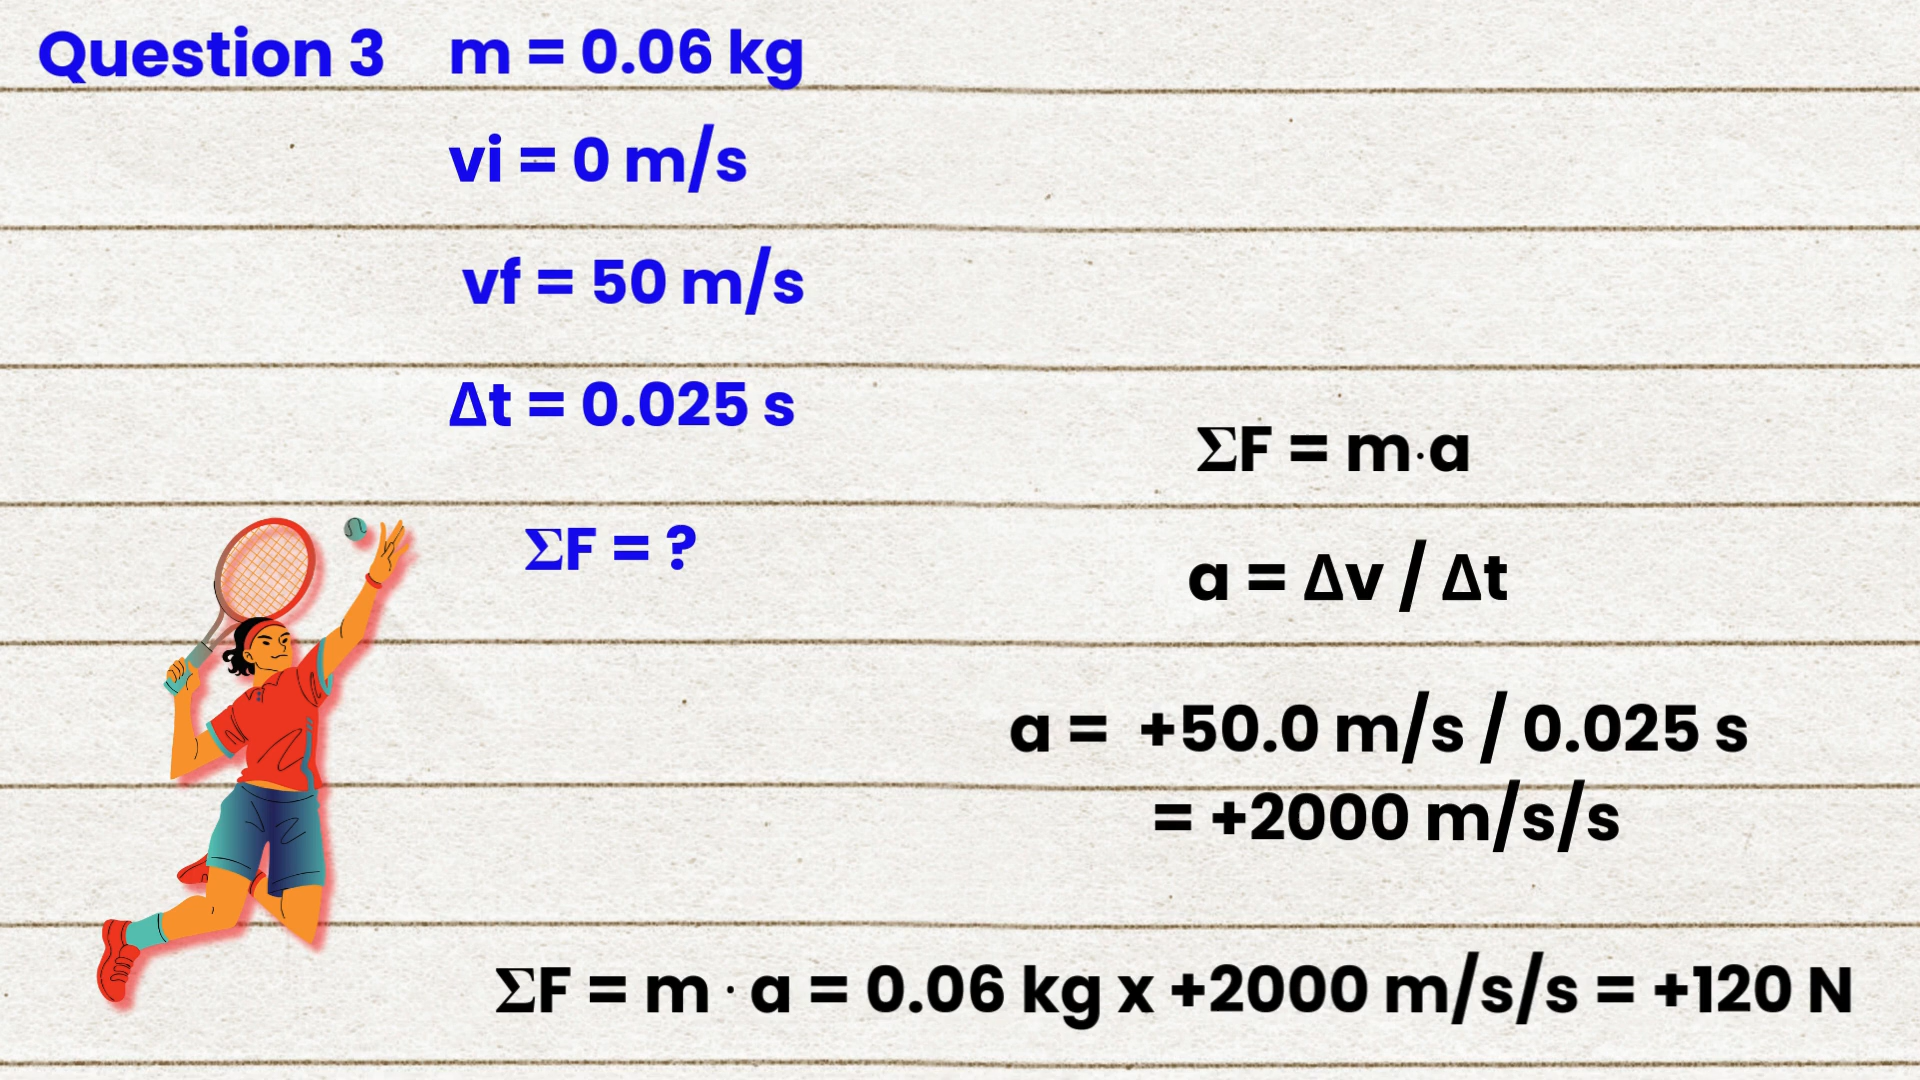 Question 3
m = 0.06 kg
vi = 0 m/s
vf = 50 m/s
Δt = 0.025 s
ΣF = ?
ΣF = m·a
a = Δv / Δt
a = +50.0 m/s / 0.025 s
= +2000 m/s/s
ΣF = m · a = 0.06 kg x +2000 m/s/s = +120 N